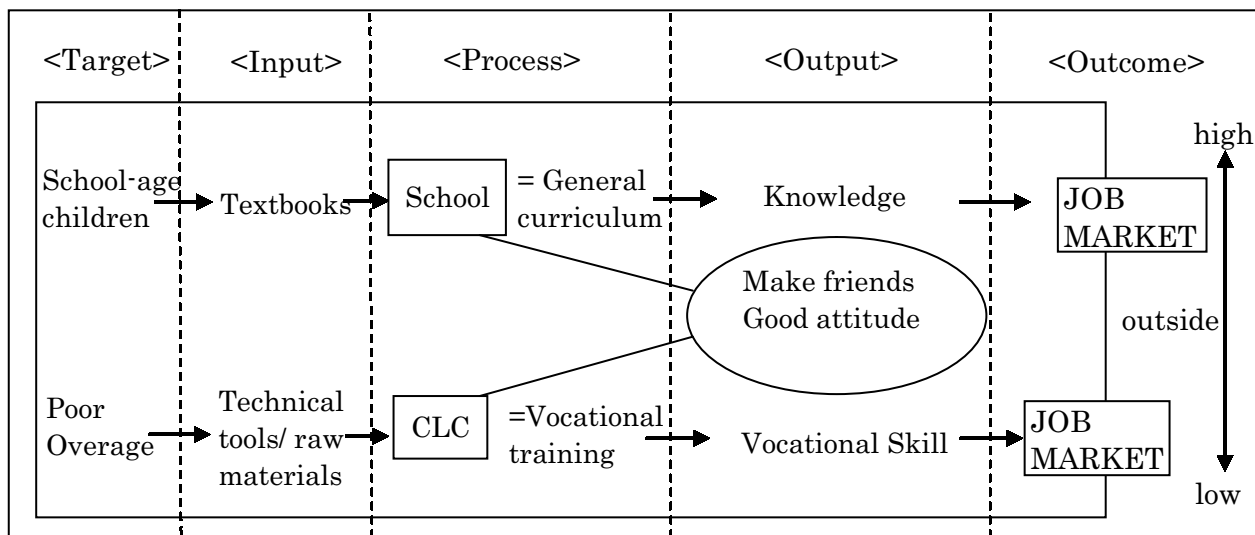 <Target>
<Input>
<Process>
<Output>
<Outcome>
high
School-age
children
Textbooks
School
= General
curriculum
Knowledge
JOB
MARKET
Make friends
Good attitude
outside
Poor
Overage
Technical
tools/ raw
materials
CLC
=Vocational
training
Vocational Skill
JOB
MARKET
low